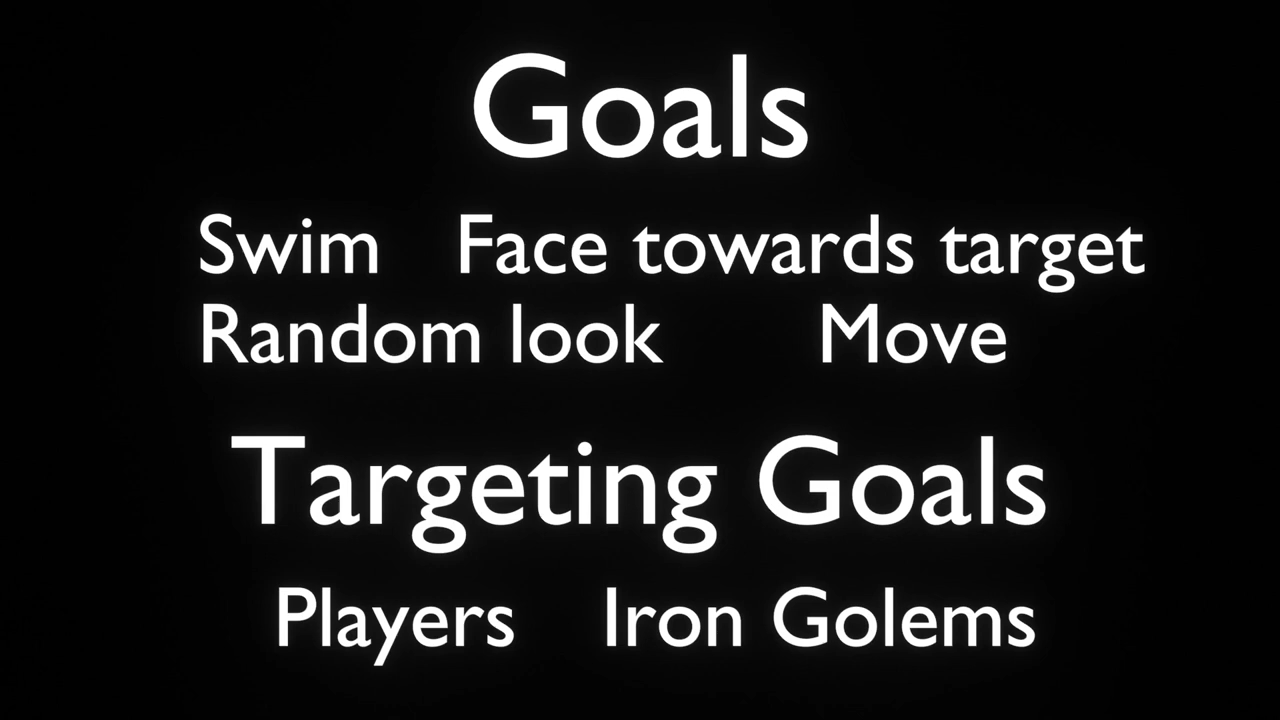 Goals
Swim Face towards target
Random look Move
Targeting Goals
Players Iron Golems